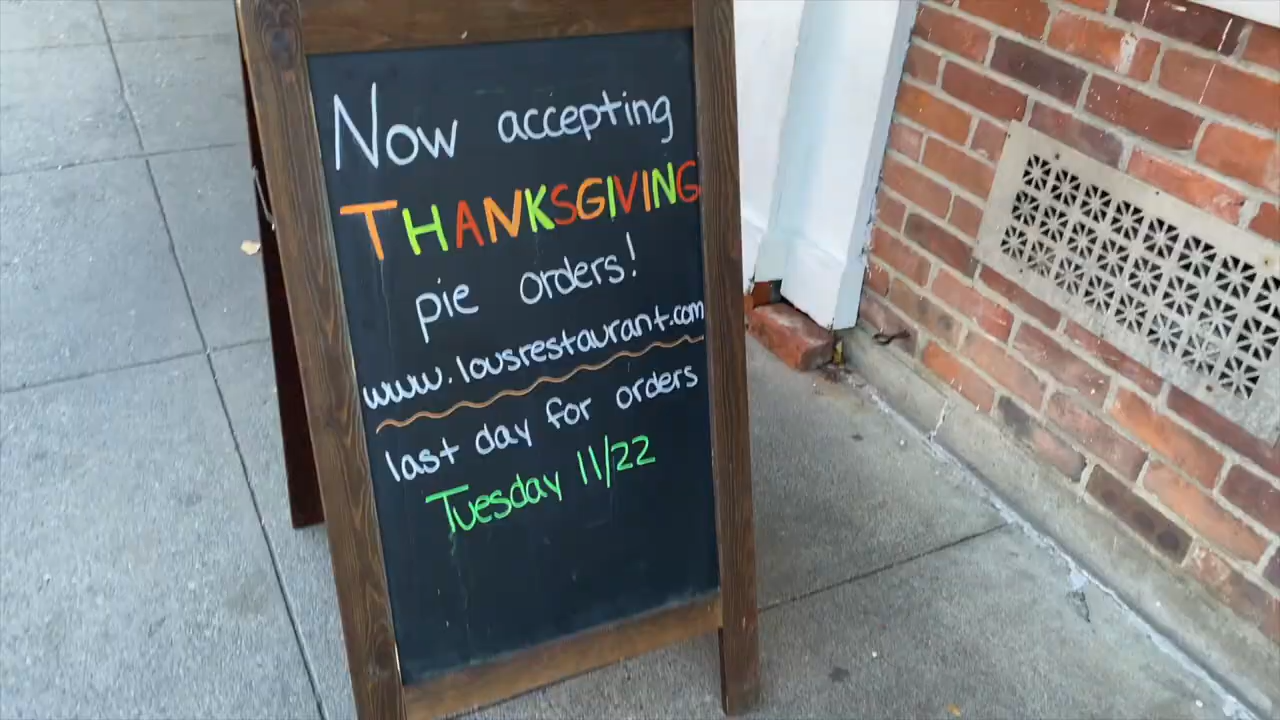 Now accepting
THANKSGIVING
pie orders!
www.lousrestaurant.com
last day for orders
Tuesday 11/22